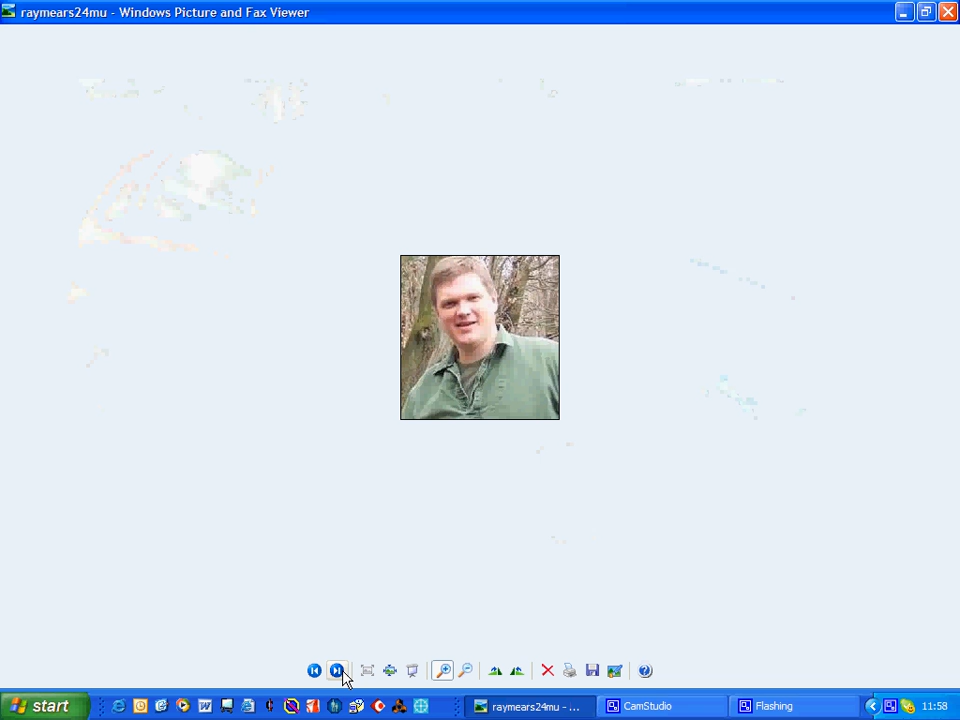 raymears24mu - Windows Picture and Fax Viewer
start
raymears24mu - ...
CamStudio
Flashing
11:58